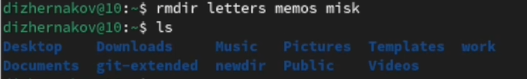 dizhernakov@10:~$ rmdir letters memos misk
dizhernakov@10:~$ ls
Desktop Downloads Music Pictures Templates work
Documents git-extended newdir Public Videos